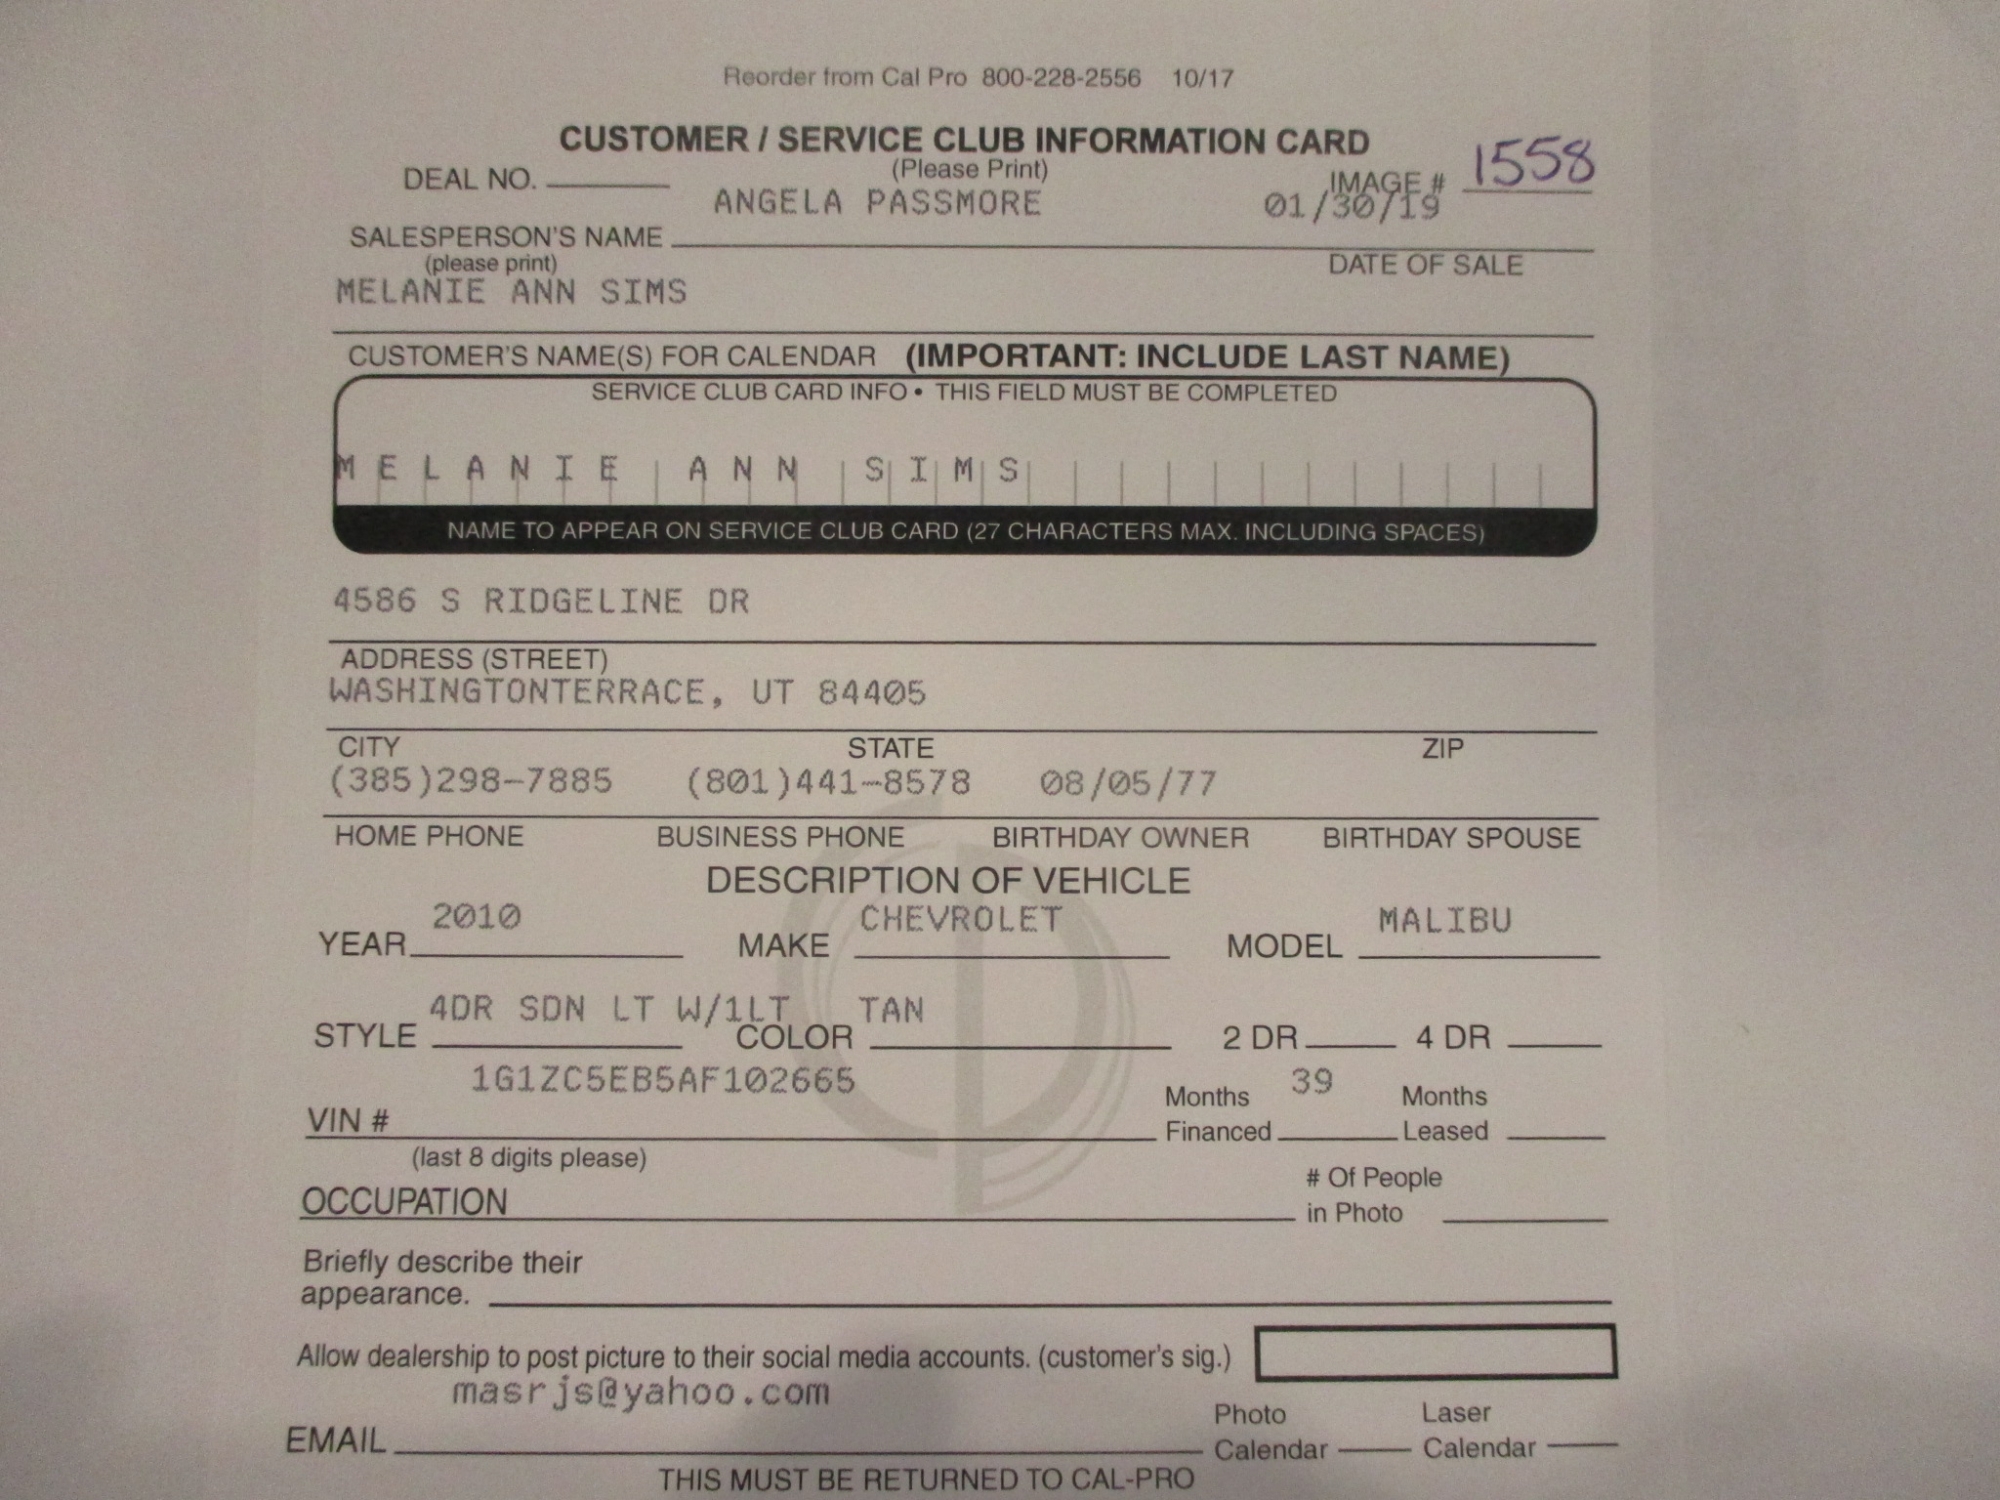 Reorder from Cal Pro 800-228-2556 10/17
CUSTOMER / SERVICE CLUB INFORMATION CARD
(Please Print)
DEAL NO. IMAGE # 1558
ANGELA PASSMORE 01/30/19
SALESPERSON'S NAME
(please print) DATE OF SALE
MELANIE ANN SIMS
CUSTOMER'S NAME(S) FOR CALENDAR (IMPORTANT: INCLUDE LAST NAME)
SERVICE CLUB CARD INFO • THIS FIELD MUST BE COMPLETED
MELANIE ANN SIMS
NAME TO APPEAR ON SERVICE CLUB CARD (27 CHARACTERS MAX. INCLUDING SPACES)
4586 S RIDGELINE DR
ADDRESS (STREET)
WASHINGTONTERRACE, UT 84405
CITY STATE ZIP
(385)298-7885 (801)441-8578 08/05/77
HOME PHONE BUSINESS PHONE BIRTHDAY OWNER BIRTHDAY SPOUSE
DESCRIPTION OF VEHICLE
2010 CHEVROLET MALIBU
YEAR MAKE MODEL
4DR SDN LT W/1LT TAN
STYLE COLOR 2 DR 4 DR
1G1ZC5EB5AF102665 39
VIN # Months Financed Months Leased
(last 8 digits please)
OCCUPATION # Of People in Photo
Briefly describe their
appearance.
Allow dealership to post picture to their social media accounts. (customer's sig.)
masrjs@yahoo.com
EMAIL Photo Calendar Laser Calendar
THIS MUST BE RETURNED TO CAL-PRO